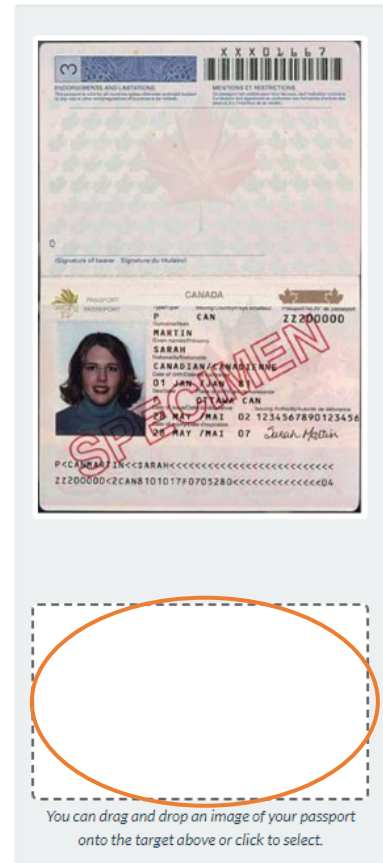 XXX01667
3
ENDORSEMENTS AND LIMITATIONS
MENTIONS ET RESTRICTIONS
0
(Signature of bearer - Signature du titulaire)
CANADA
PASSPORT
PASSEPORT
P CAN ZZ200000
MARTIN
SARAH
CANADIAN/CANADIENNE
01 JAN /JAN 81
OTTAWA CAN
28 MAY /MAI 02 1234567890123456
28 MAY /MAI 07 Sarah Martin
SPECIMEN
P<CANMARTIN<<SARAH<<<<<<<<<<<<<<<<<<<<<<<<<<
ZZ200000<2CAN8101017F0705280<<<<<<<<<<<<<<04
You can drag and drop an image of your passport
onto the target above or click to select.